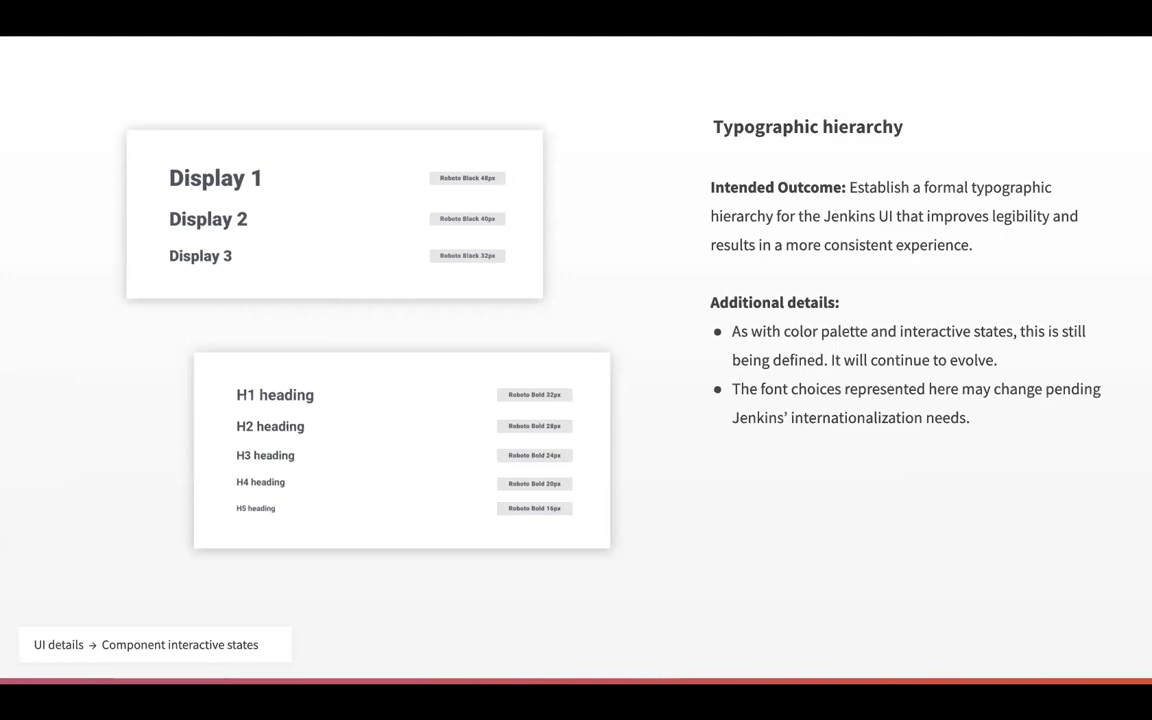 Display 1
Roboto Black 48px
Display 2
Roboto Black 40px
Display 3
Roboto Black 32px
H1 heading
Roboto Bold 32px
H2 heading
Roboto Bold 28px
H3 heading
Roboto Bold 24px
H4 heading
Roboto Bold 20px
H5 heading
Roboto Bold 16px
Typographic hierarchy
Intended Outcome: Establish a formal typographic
hierarchy for the Jenkins UI that improves legibility and
results in a more consistent experience.
Additional details:
● As with color palette and interactive states, this is still
being defined. It will continue to evolve.
● The font choices represented here may change pending
Jenkins’ internationalization needs.
UI details → Component interactive states